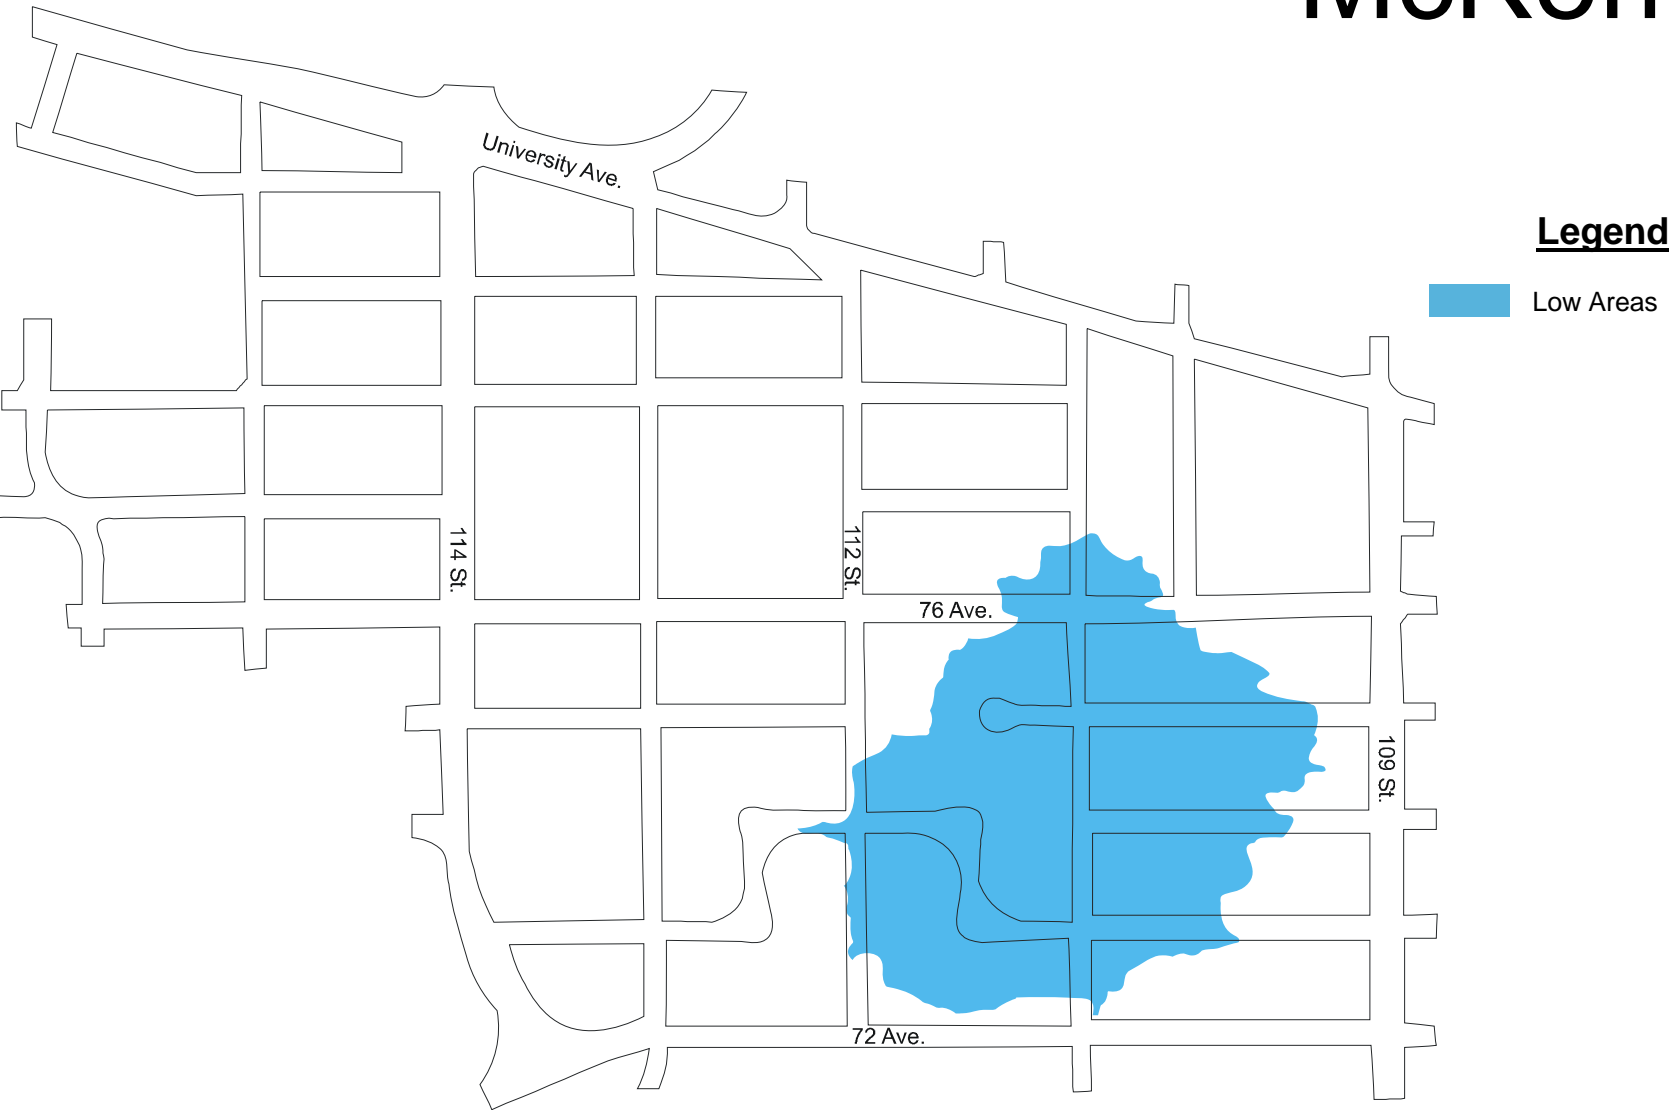 University Ave.
Legend
Low Areas
114 St.
112 St.
76 Ave.
109 St.
72 Ave.